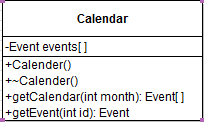 Calendar
-Event events[ ]
+Calender()
+~Calender()
+getCalendar(int month): Event[ ]
+getEvent(int id): Event